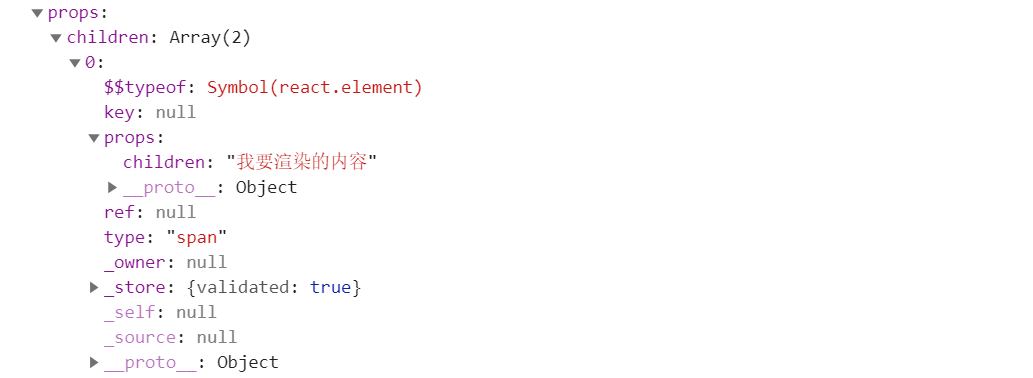 props:
children: Array(2)
0:
$$typeof: Symbol(react.element)
key: null
props:
children: "我要渲染的内容"
__proto__: Object
ref: null
type: "span"
_owner: null
_store: {validated: true}
_self: null
_source: null
__proto__: Object